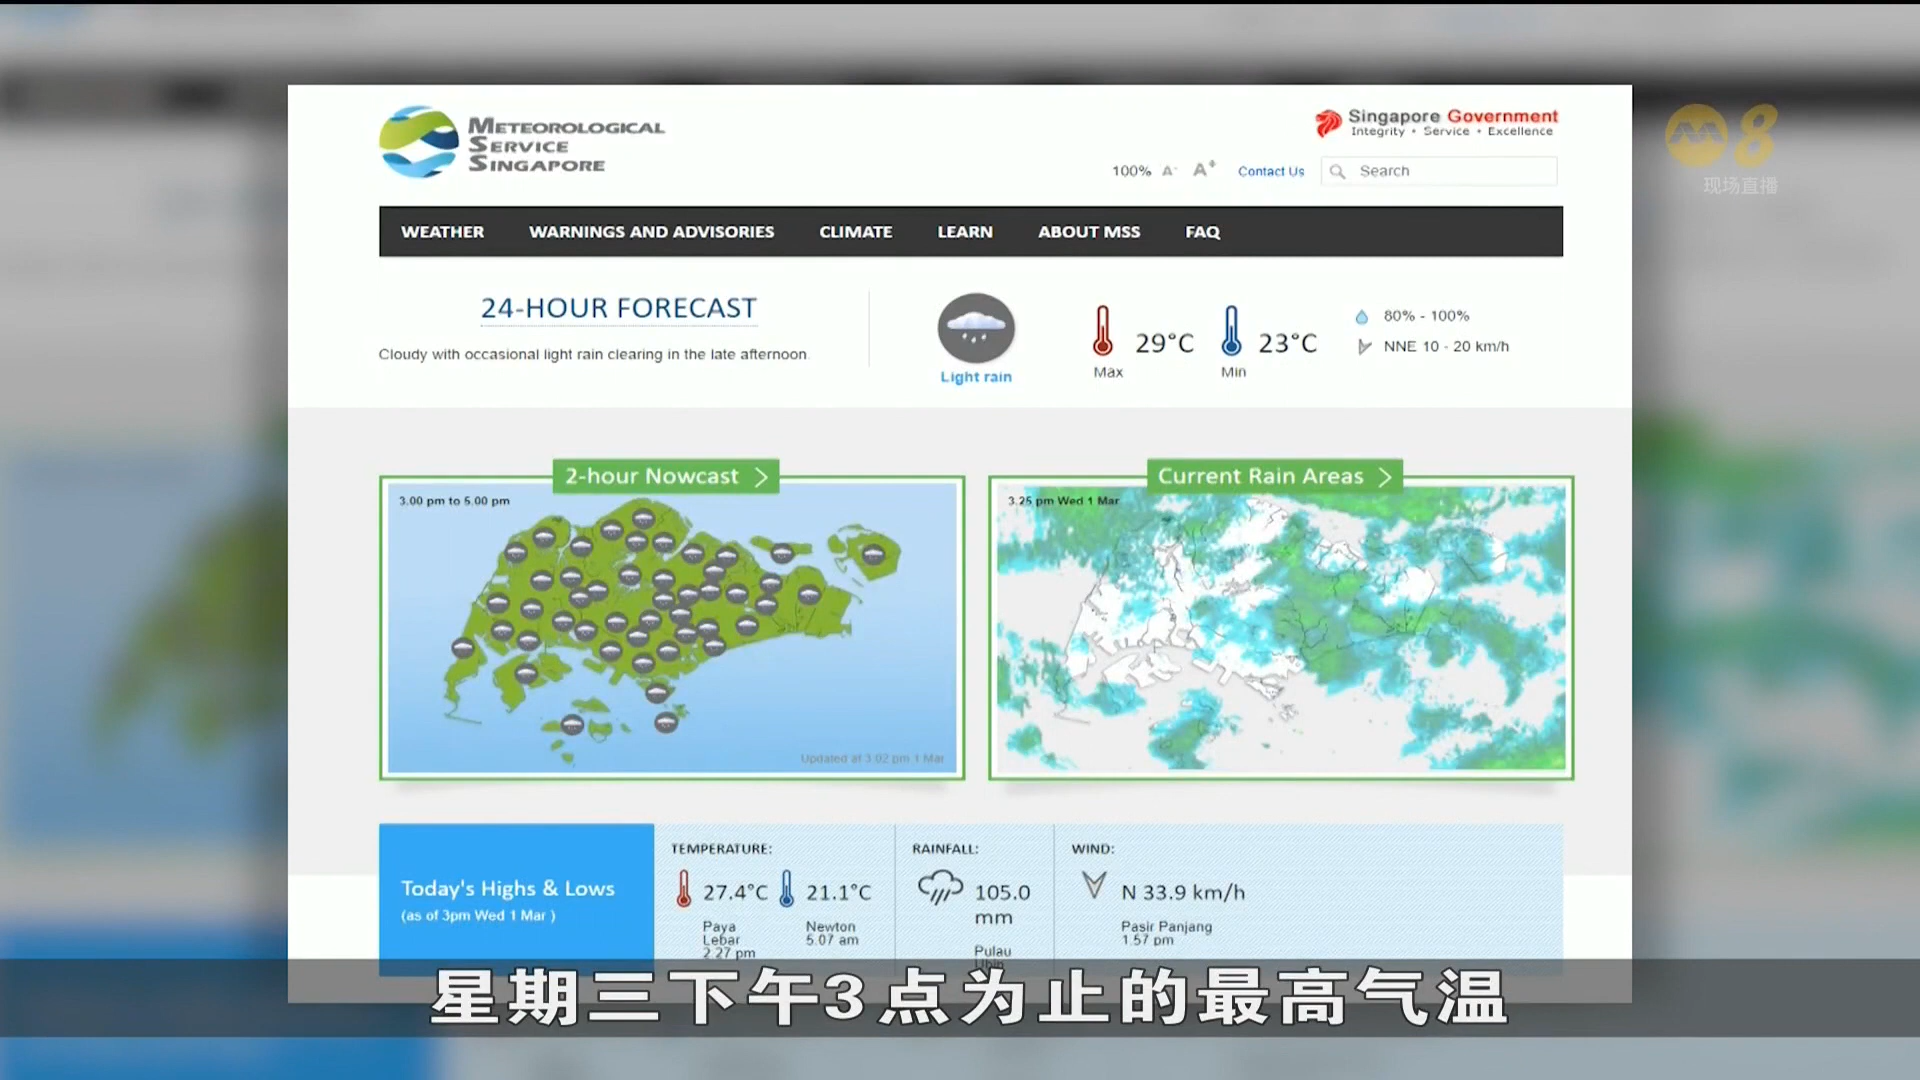 METEOROLOGICAL
SERVICE
SINGAPORE
Singapore Government
Integrity • Service • Excellence
100% A- A+ Contact Us Search
8
现场直播
WEATHER WARNINGS AND ADVISORIES CLIMATE LEARN ABOUT MSS FAQ
24-HOUR FORECAST
Cloudy with occasional light rain clearing in the late afternoon.
Light rain
29°C
Max
23°C
Min
80% - 100%
NNE 10 - 20 km/h
2-hour Nowcast
3.00 pm to 5.00 pm
Updated at 3.02 pm 1 Mar
Current Rain Areas
3.25 pm Wed 1 Mar
Today's Highs & Lows
(as of 3pm Wed 1 Mar )
TEMPERATURE:
27.4°C
Paya
Lebar
2.27 pm
21.1°C
Newton
5.07 am
RAINFALL:
105.0
mm
Pulau
Ubin
WIND:
N 33.9 km/h
Pasir Panjang
1.57 pm
星期三下午3点为止的最高气温